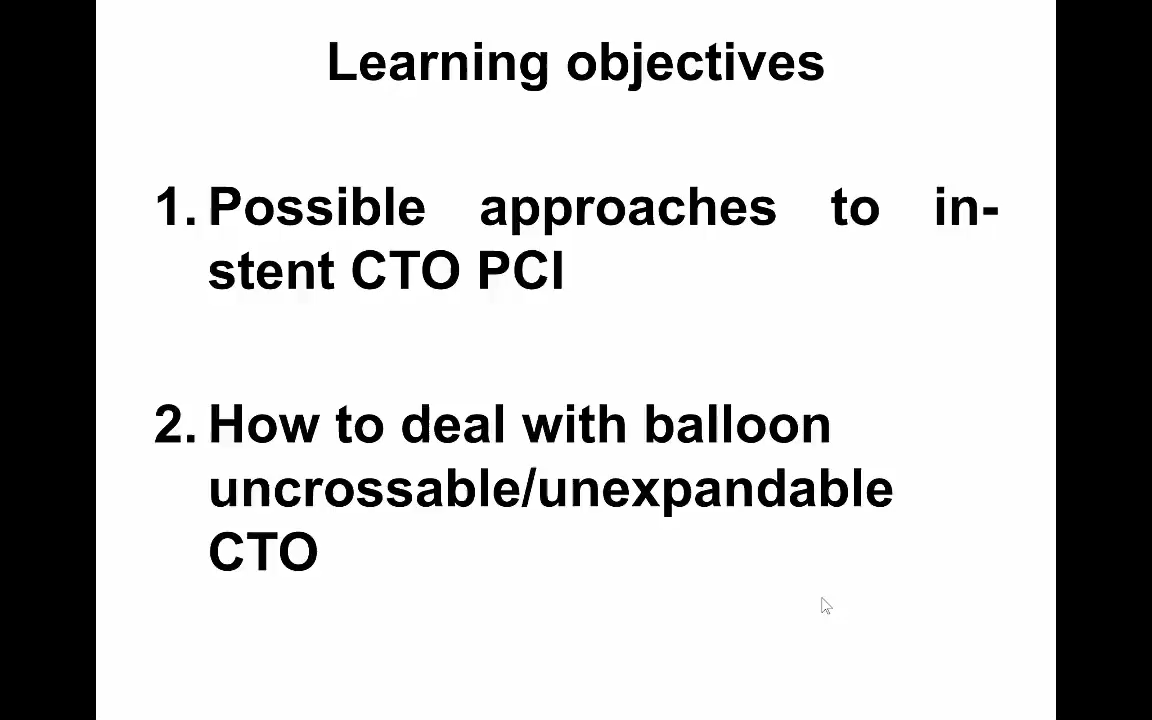 Learning objectives
1. Possible approaches to in-
stent CTO PCI
2. How to deal with balloon
uncrossable/unexpandable
CTO